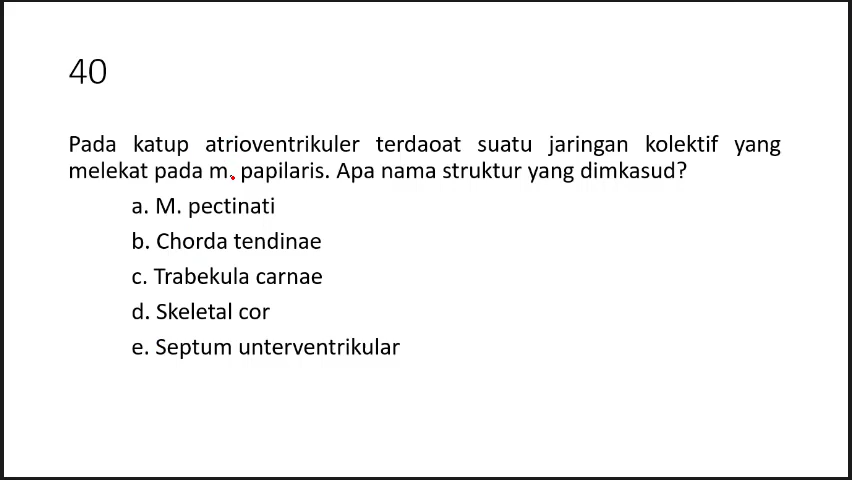 40
Pada katup atrioventrikuler terdaoat suatu jaringan kolektif yang
melekat pada m. papilaris. Apa nama struktur yang dimkasud?
a. M. pectinati
b. Chorda tendinae
c. Trabekula carnae
d. Skeletal cor
e. Septum unterventrikular